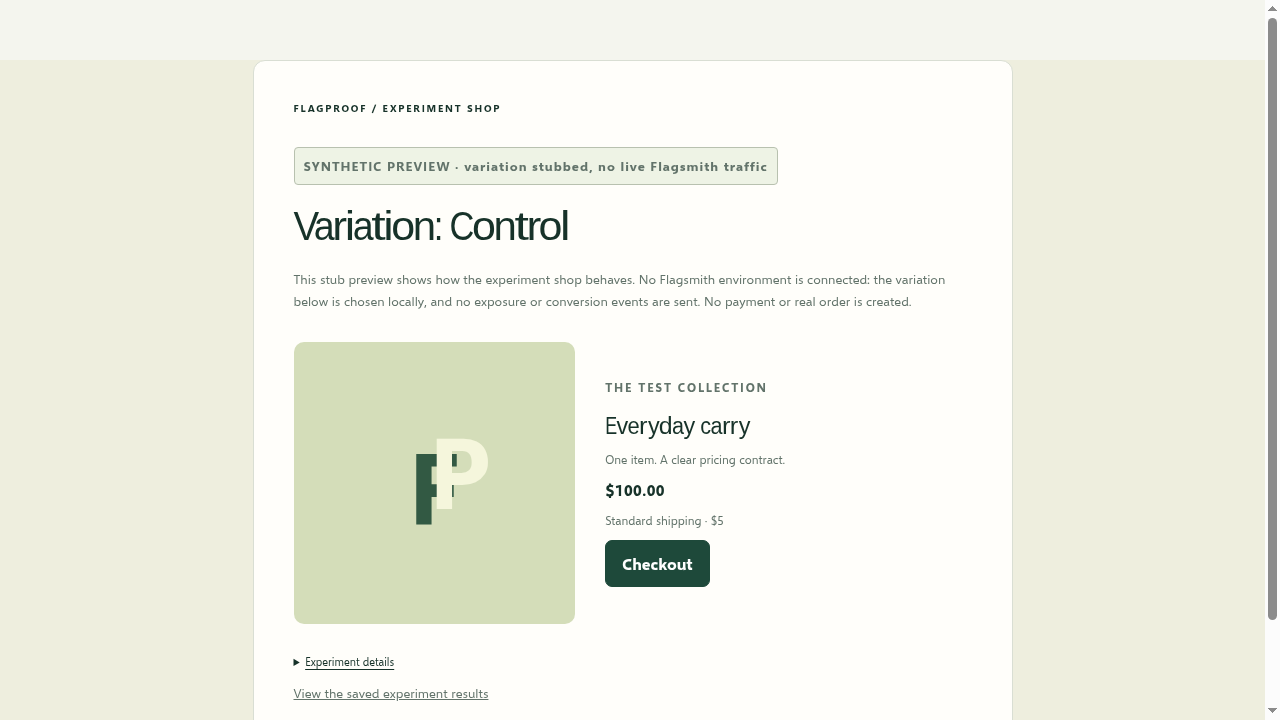 FLAGPROOF / EXPERIMENT SHOP
SYNTHETIC PREVIEW · variation stubbed, no live Flagsmith traffic
Variation: Control
This stub preview shows how the experiment shop behaves. No Flagsmith environment is connected: the variation
below is chosen locally, and no exposure or conversion events are sent. No payment or real order is created.
FP
THE TEST COLLECTION
Everyday carry
One item. A clear pricing contract.
$100.00
Standard shipping · $5
Checkout
Experiment details
View the saved experiment results